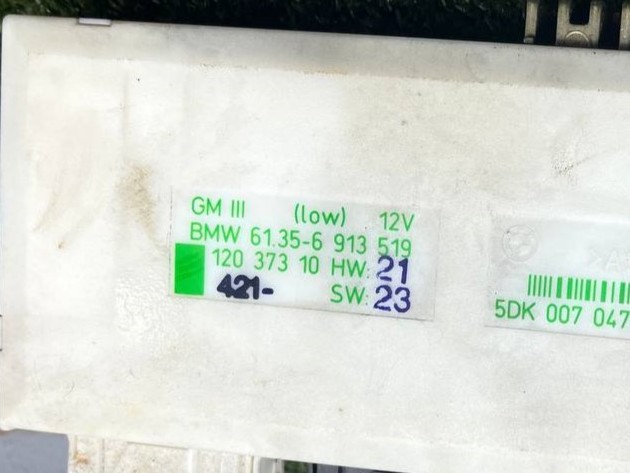 GM III (low) 12V
BMW 61.35-6 913 519
120 373 10 HW: 21
421- SW: 23
5DK 007 047